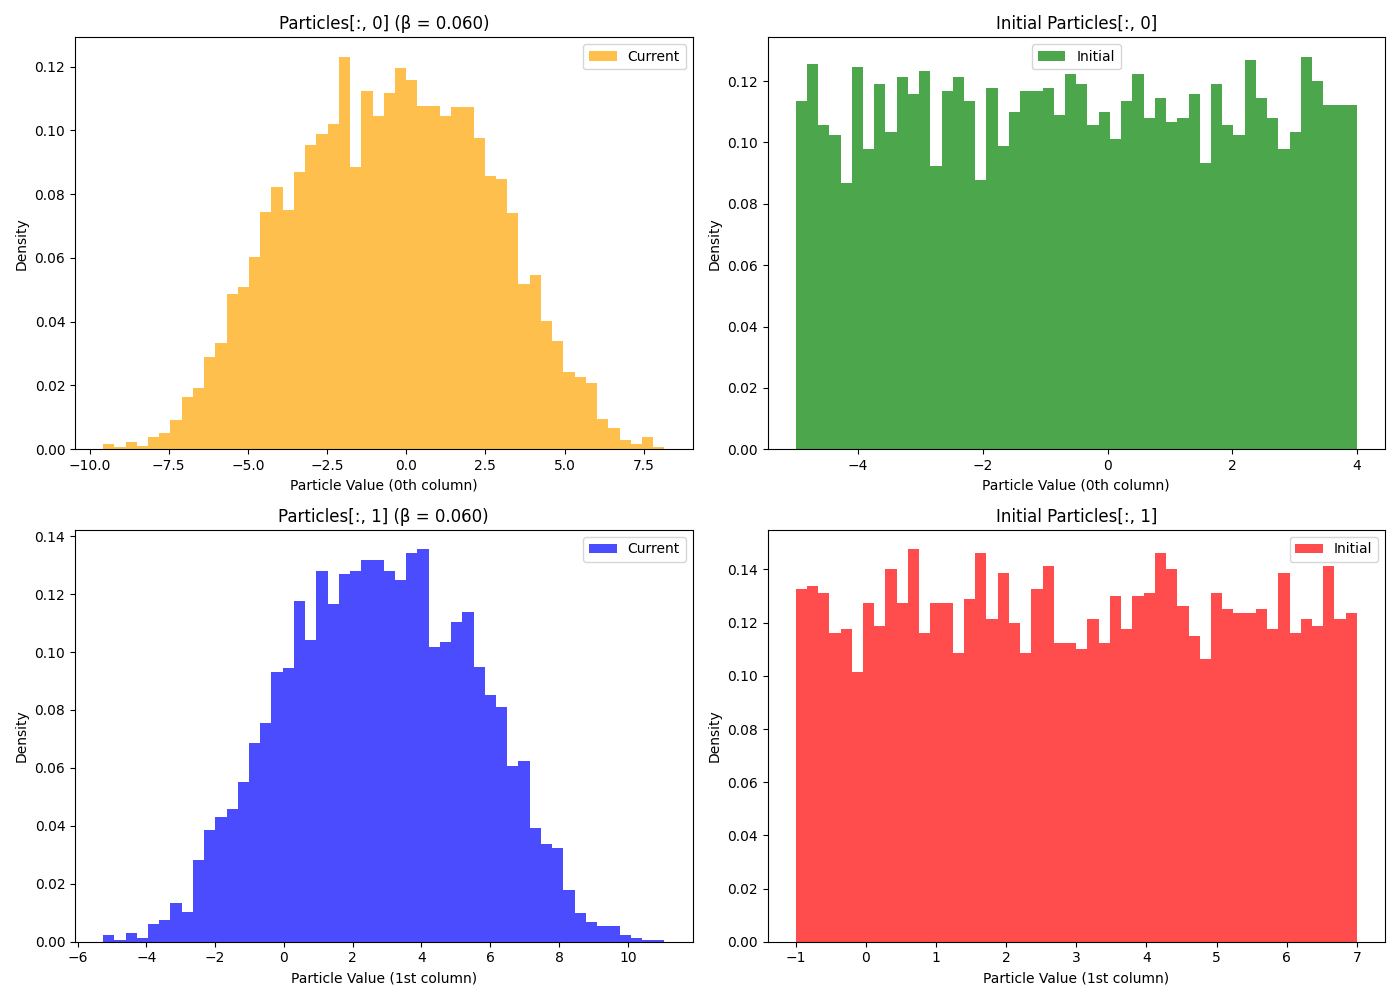 Particles[:, 0] (β = 0.060)
Current
0.12
0.10
0.08
0.06
0.04
0.02
0.00
Density
−10.0 −7.5 −5.0 −2.5 0.0 2.5 5.0 7.5
Particle Value (0th column)
Initial Particles[:, 0]
Initial
0.12
0.10
0.08
0.06
0.04
0.02
0.00
Density
−4 −2 0 2 4
Particle Value (0th column)
Particles[:, 1] (β = 0.060)
Current
0.14
0.12
0.10
0.08
0.06
0.04
0.02
0.00
Density
−6 −4 −2 0 2 4 6 8 10
Particle Value (1st column)
Initial Particles[:, 1]
Initial
0.14
0.12
0.10
0.08
0.06
0.04
0.02
0.00
Density
−1 0 1 2 3 4 5 6 7
Particle Value (1st column)